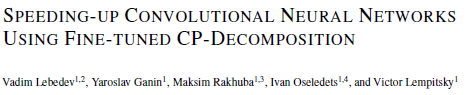 SPEEDING-UP CONVOLUTIONAL NEURAL NETWORKS
USING FINE-TUNED CP-DECOMPOSITION
Vadim Lebedev1,2, Yaroslav Ganin1, Maksim Rakhuba1,3, Ivan Oseledets1,4, and Victor Lempitsky1